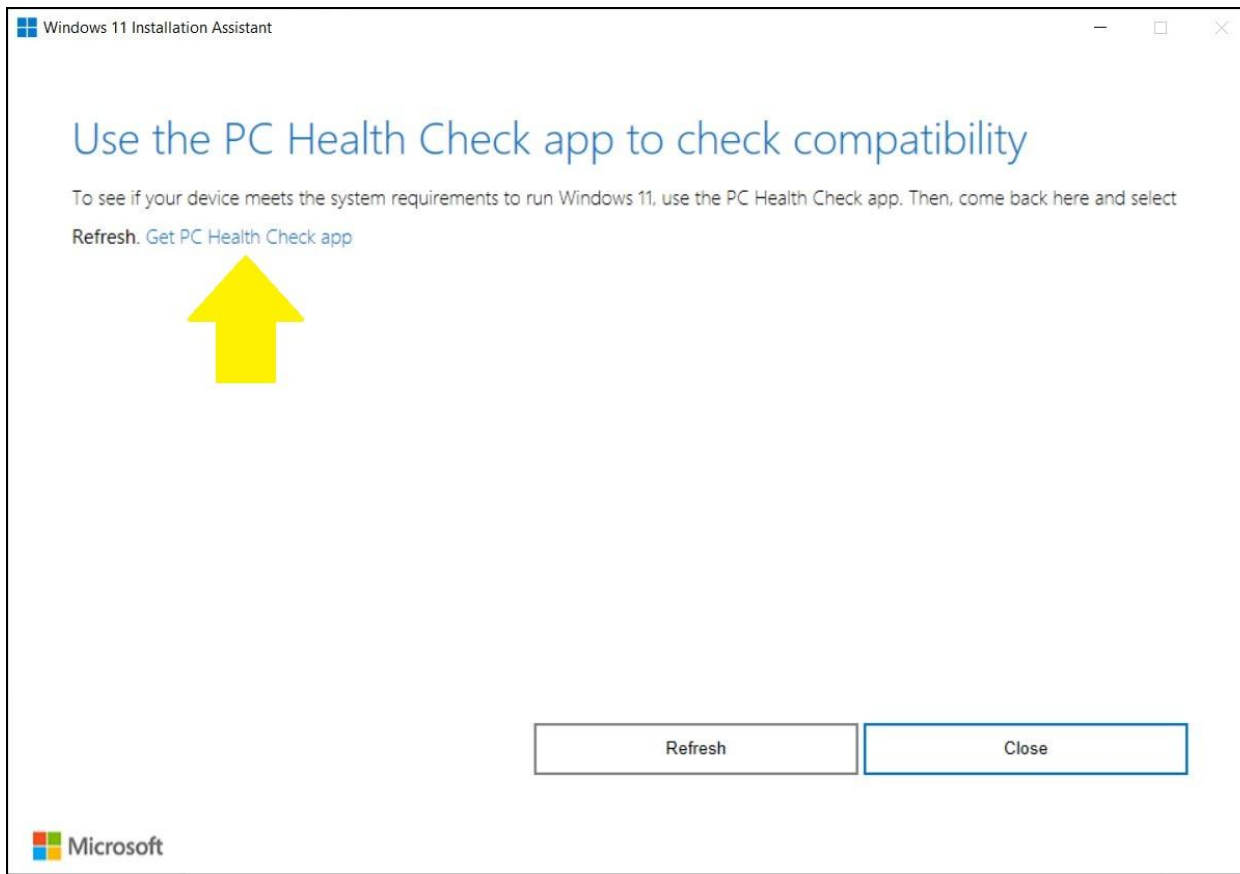 Windows 11 Installation Assistant
Use the PC Health Check app to check compatibility
To see if your device meets the system requirements to run Windows 11, use the PC Health Check app. Then, come back here and select
Refresh. Get PC Health Check app
Refresh
Close
Microsoft